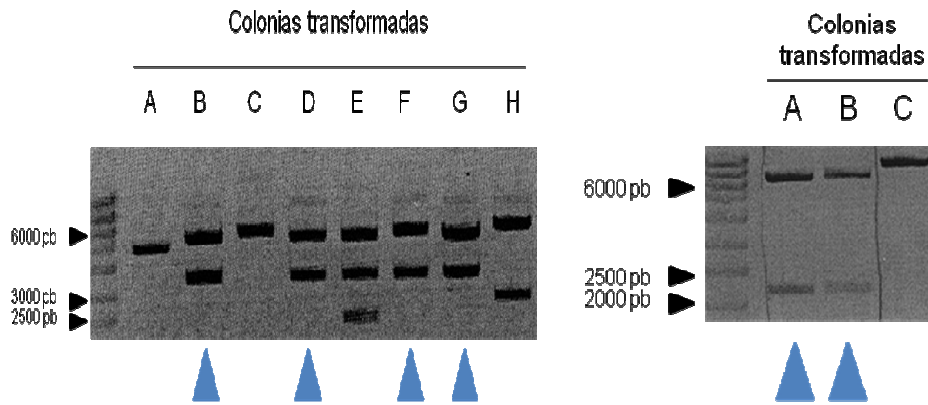 Colonias transformadas
A B C D E F G H
6000 pb
3000 pb
2500 pb
Colonias
transformadas
A B C
6000 pb
2500 pb
2000 pb